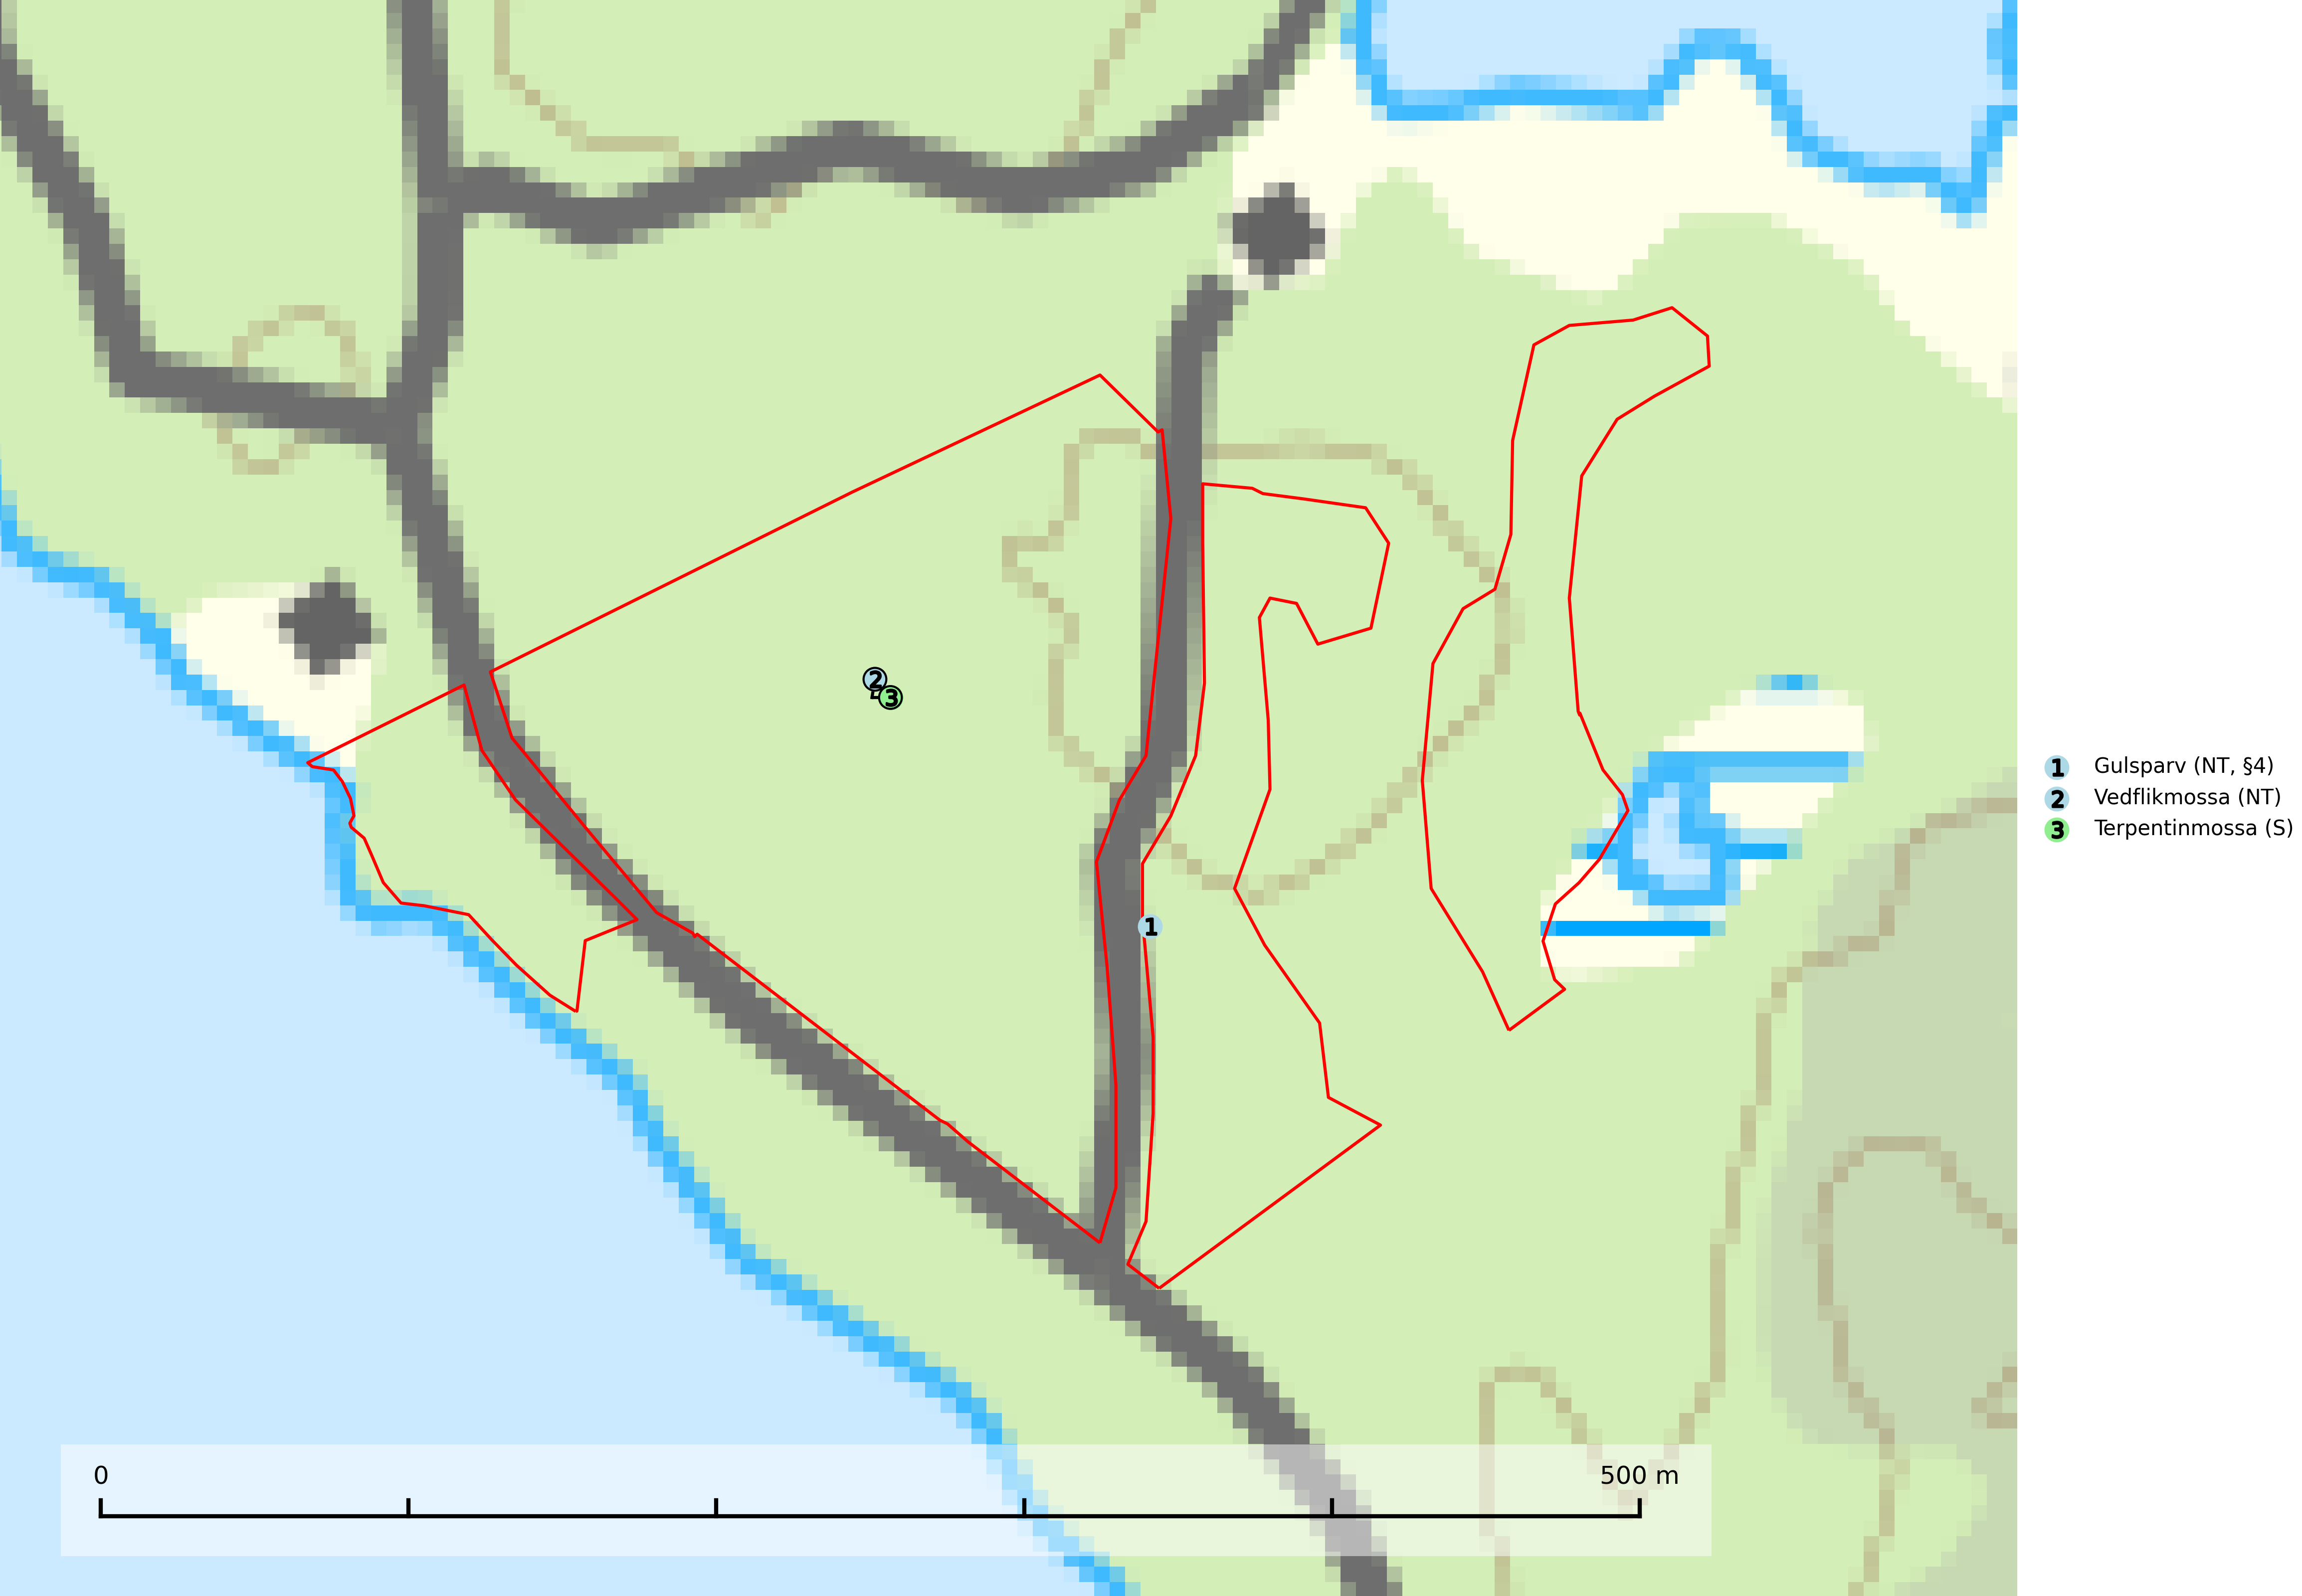 2
3
1
1 Gulsparv (NT, §4)
2 Vedflikmossa (NT)
3 Terpentinmossa (S)
0 500 m